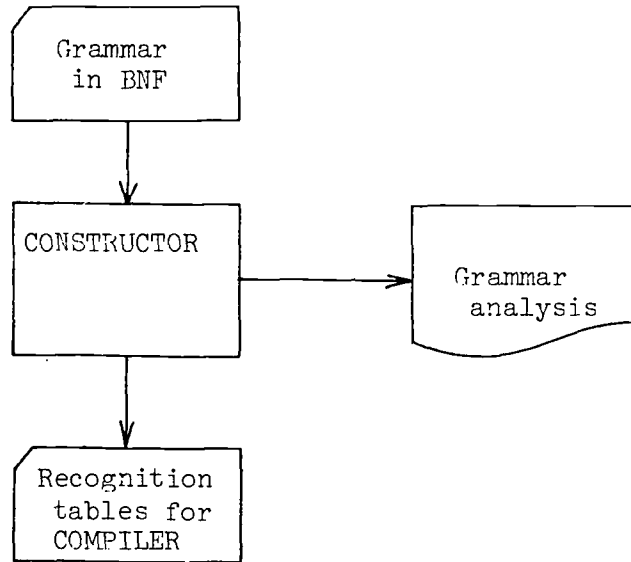 Grammar
in BNF
CONSTRUCTOR
Grammar
analysis
Recognition
tables for
COMPILER